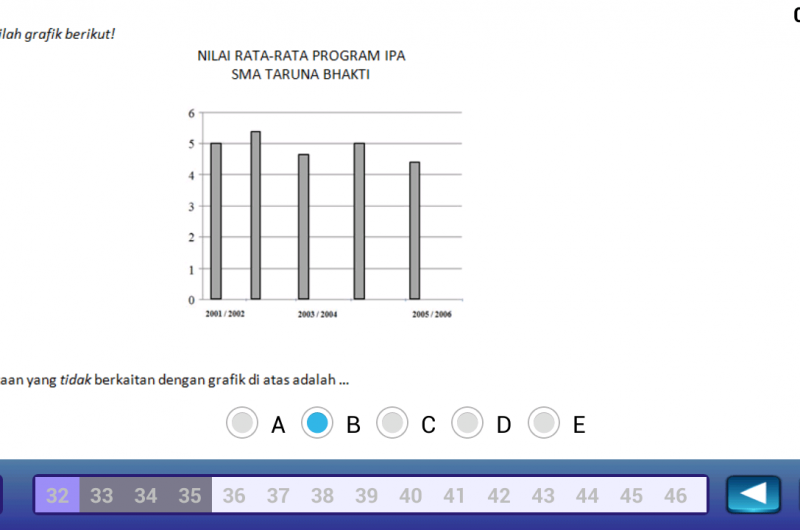 ilah grafik berikut!
NILAI RATA-RATA PROGRAM IPA
SMA TARUNA BHAKTI
6
5
4
3
2
1
0
2001 / 2002 2003 / 2004 2005 / 2006
aan yang tidak berkaitan dengan grafik di atas adalah ...
A B C D E
32 33 34 35 36 37 38 39 40 41 42 43 44 45 46